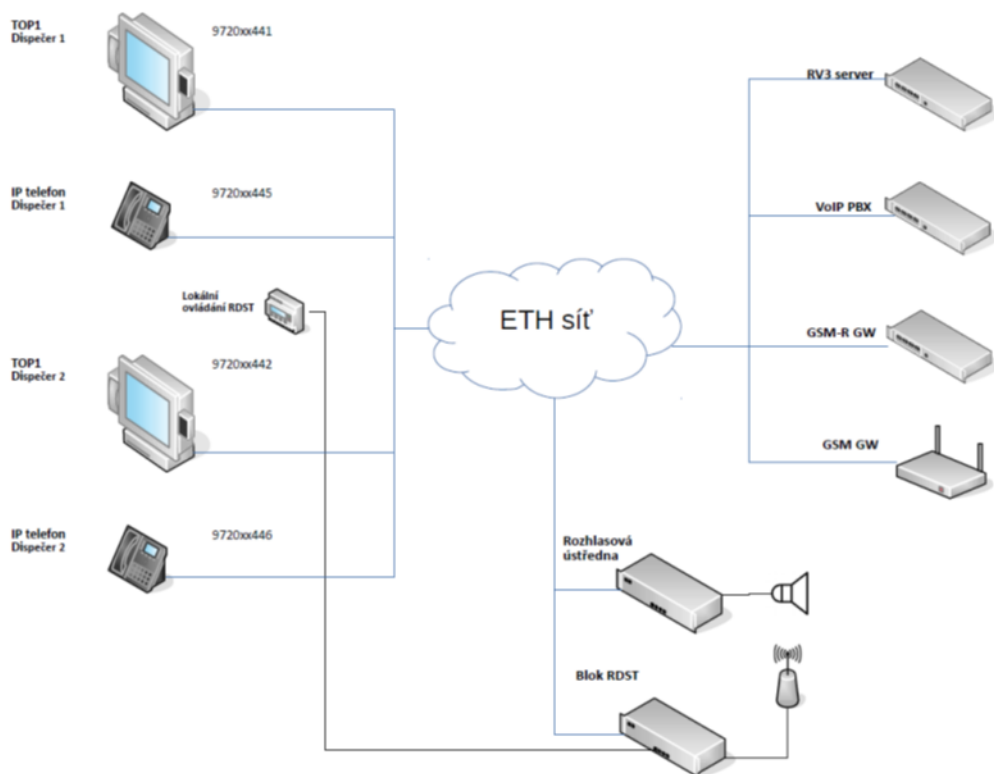 TOP1
Dispečer 1
9720xx441
IP telefon
Dispečer 1
9720xx445
Lokální
ovládání RDST
TOP1
Dispečer 2
9720xx442
IP telefon
Dispečer 2
9720xx446
ETH síť
RV3 server
VoIP PBX
GSM-R GW
GSM GW
Rozhlasová
ústředna
Blok RDST